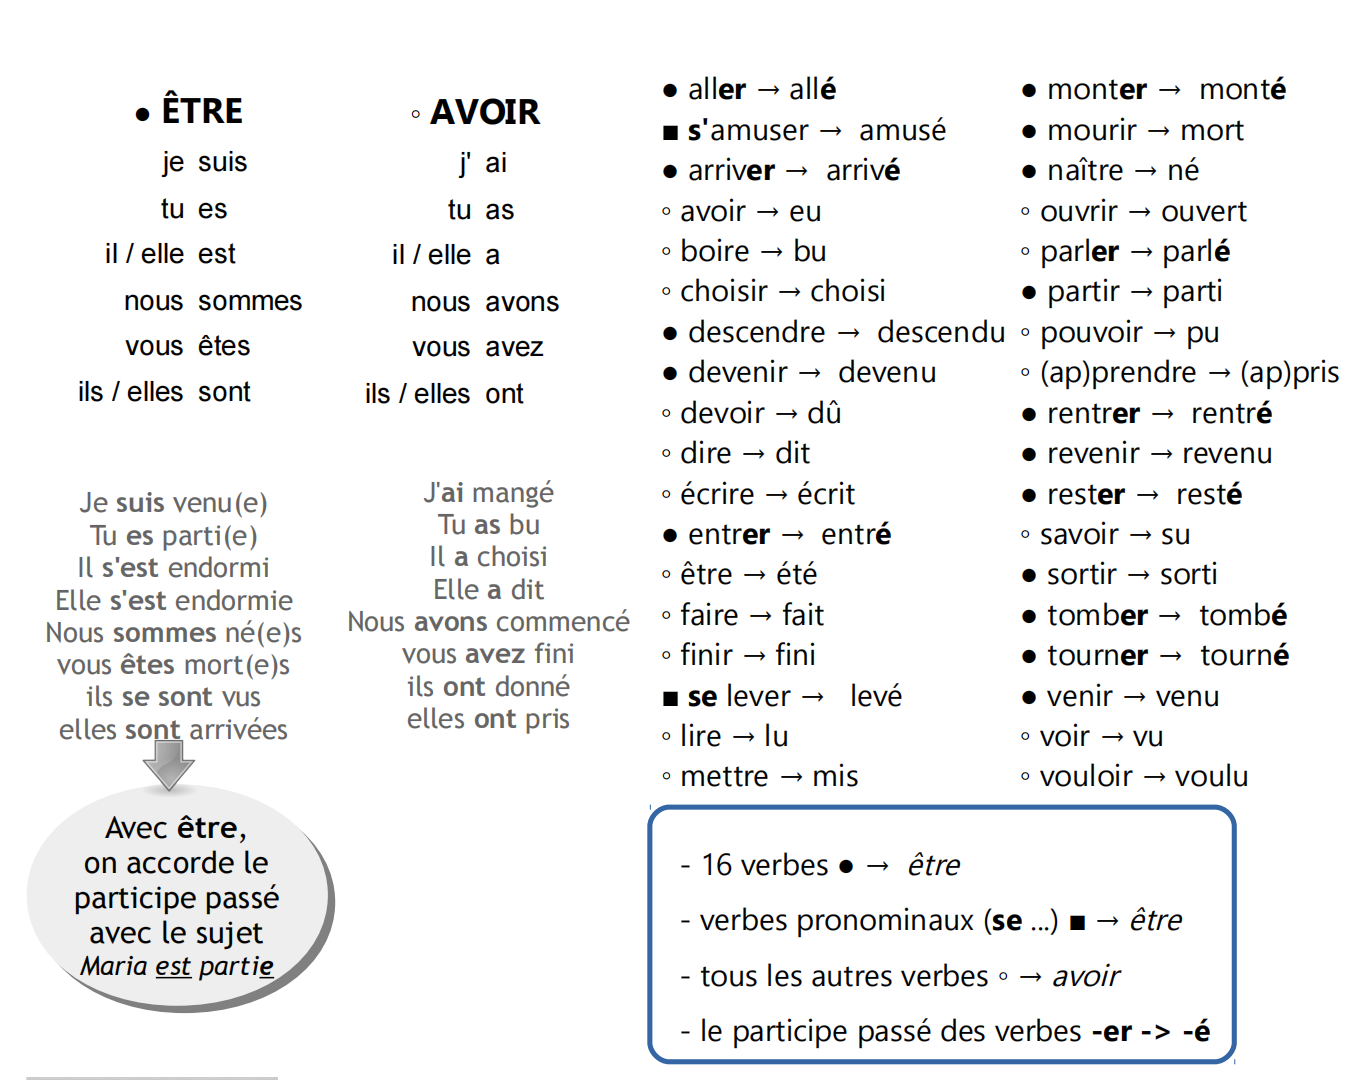 ● ÊTRE
je suis
tu es
il / elle est
nous sommes
vous êtes
ils / elles sont
◦ AVOIR
j' ai
tu as
il / elle a
nous avons
vous avez
ils / elles ont
Je suis venu(e)
Tu es parti(e)
Il s'est endormi
Elle s'est endormie
Nous sommes né(e)s
vous êtes mort(e)s
ils se sont vus
elles sont arrivées
J'ai mangé
Tu as bu
Il a choisi
Elle a dit
Nous avons commencé
vous avez fini
ils ont donné
elles ont pris
Avec être,
on accorde le
participe passé
avec le sujet
Maria est partie
● aller → allé
■ s'amuser → amusé
● arriver → arrivé
◦ avoir → eu
◦ boire → bu
◦ choisir → choisi
● descendre → descendu
● devenir → devenu
◦ devoir → dû
◦ dire → dit
◦ écrire → écrit
● entrer → entré
◦ être → été
◦ faire → fait
◦ finir → fini
■ se lever → levé
◦ lire → lu
◦ mettre → mis
● monter → monté
● mourir → mort
● naître → né
◦ ouvrir → ouvert
◦ parler → parlé
● partir → parti
◦ pouvoir → pu
◦ (ap)prendre → (ap)pris
● rentrer → rentré
● revenir → revenu
● rester → resté
◦ savoir → su
● sortir → sorti
● tomber → tombé
● tourner → tourné
● venir → venu
◦ voir → vu
◦ vouloir → voulu
- 16 verbes ● → être
- verbes pronominaux (se ...) ■ → être
- tous les autres verbes ◦ → avoir
- le participe passé des verbes -er -> -é